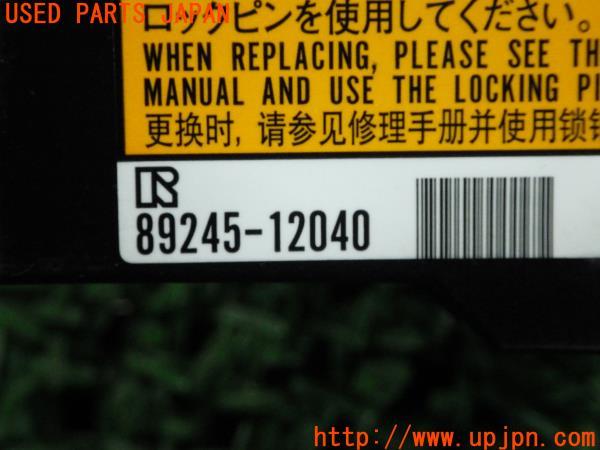 USED PARTS JAPAN
ロックピンを使用してください。
WHEN REPLACING, PLEASE SEE
MANUAL AND USE THE LOCKING
更换时, 请参见修理手册并使用锁
R
89245-12040
http://www.upjpn.com/